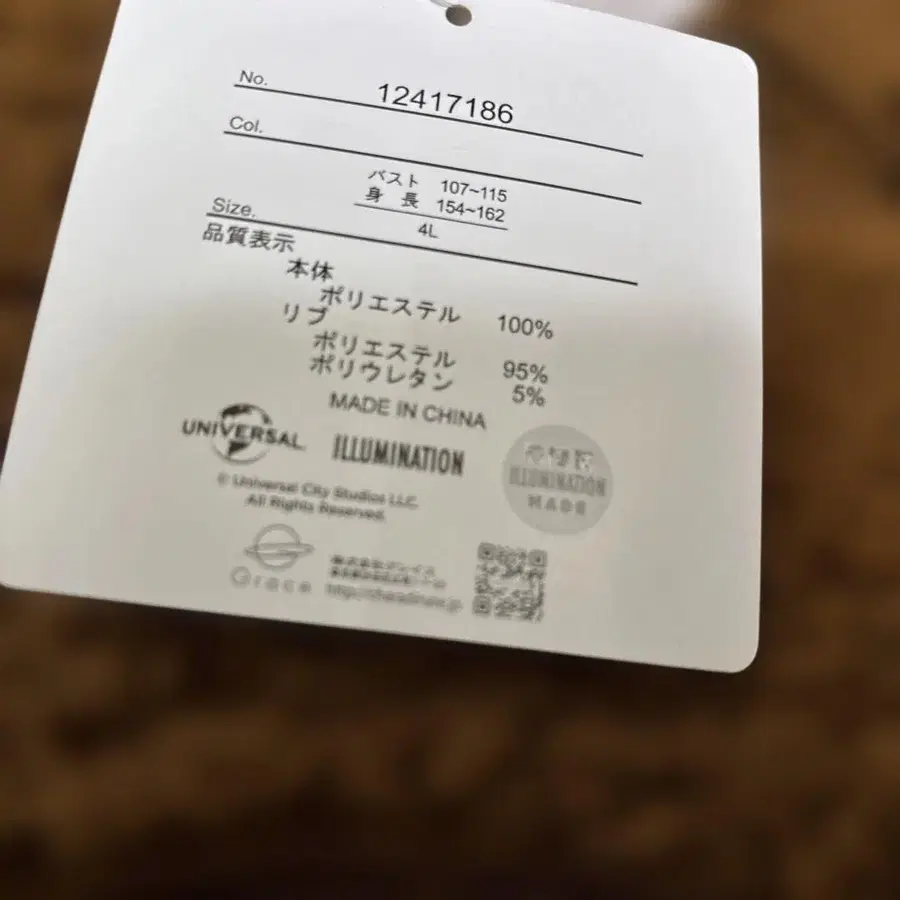 No. 12417186
Col.
バスト 107~115
身長 154~162
Size. 4L
品質表示
本体
ポリエステル 100%
リブ
ポリエステル 95%
ポリウレタン 5%
MADE IN CHINA
UNIVERSAL ILLUMINATION
ILLUMINATION
MADE
© Universal City Studios LLC.
All Rights Reserved.
Grace